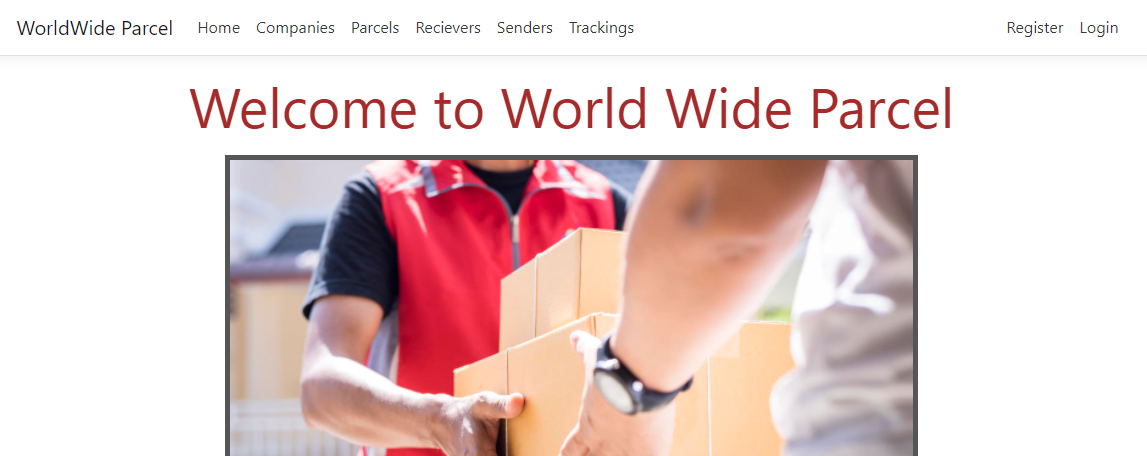 WorldWide Parcel Home Companies Parcels Recievers Senders Trackings Register Login
Welcome to World Wide Parcel